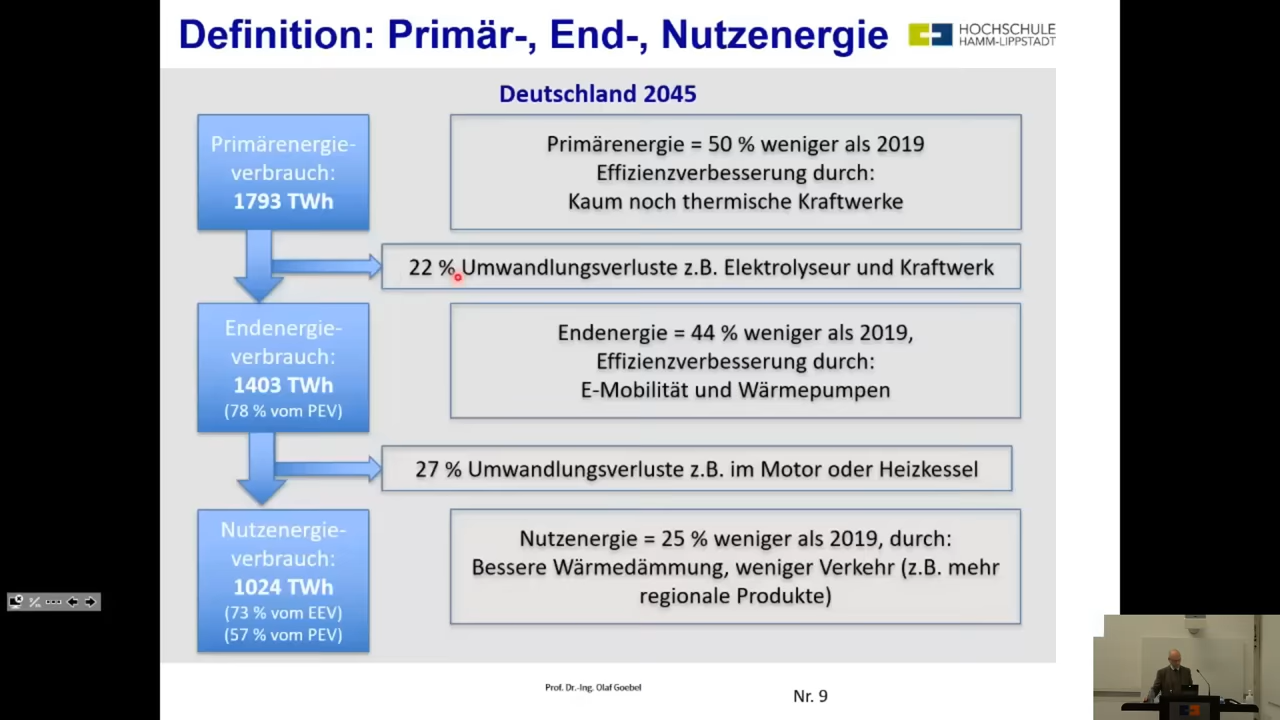 Definition: Primär-, End-, Nutzenergie
HOCHSCHULE
HAMM-LIPPSTADT
Deutschland 2045
Primärenergie-
verbrauch:
1793 TWh
Primärenergie = 50 % weniger als 2019
Effizienzverbesserung durch:
Kaum noch thermische Kraftwerke
22 % Umwandlungsverluste z.B. Elektrolyseur und Kraftwerk
Endenergie-
verbrauch:
1403 TWh
(78 % vom PEV)
Endenergie = 44 % weniger als 2019,
Effizienzverbesserung durch:
E-Mobilität und Wärmepumpen
27 % Umwandlungsverluste z.B. im Motor oder Heizkessel
Nutzenergie-
verbrauch:
1024 TWh
(73 % vom EEV)
(57 % vom PEV)
Nutzenergie = 25 % weniger als 2019, durch:
Bessere Wärmedämmung, weniger Verkehr (z.B. mehr
regionale Produkte)
Prof. Dr.-Ing. Olaf Goebel
Nr. 9